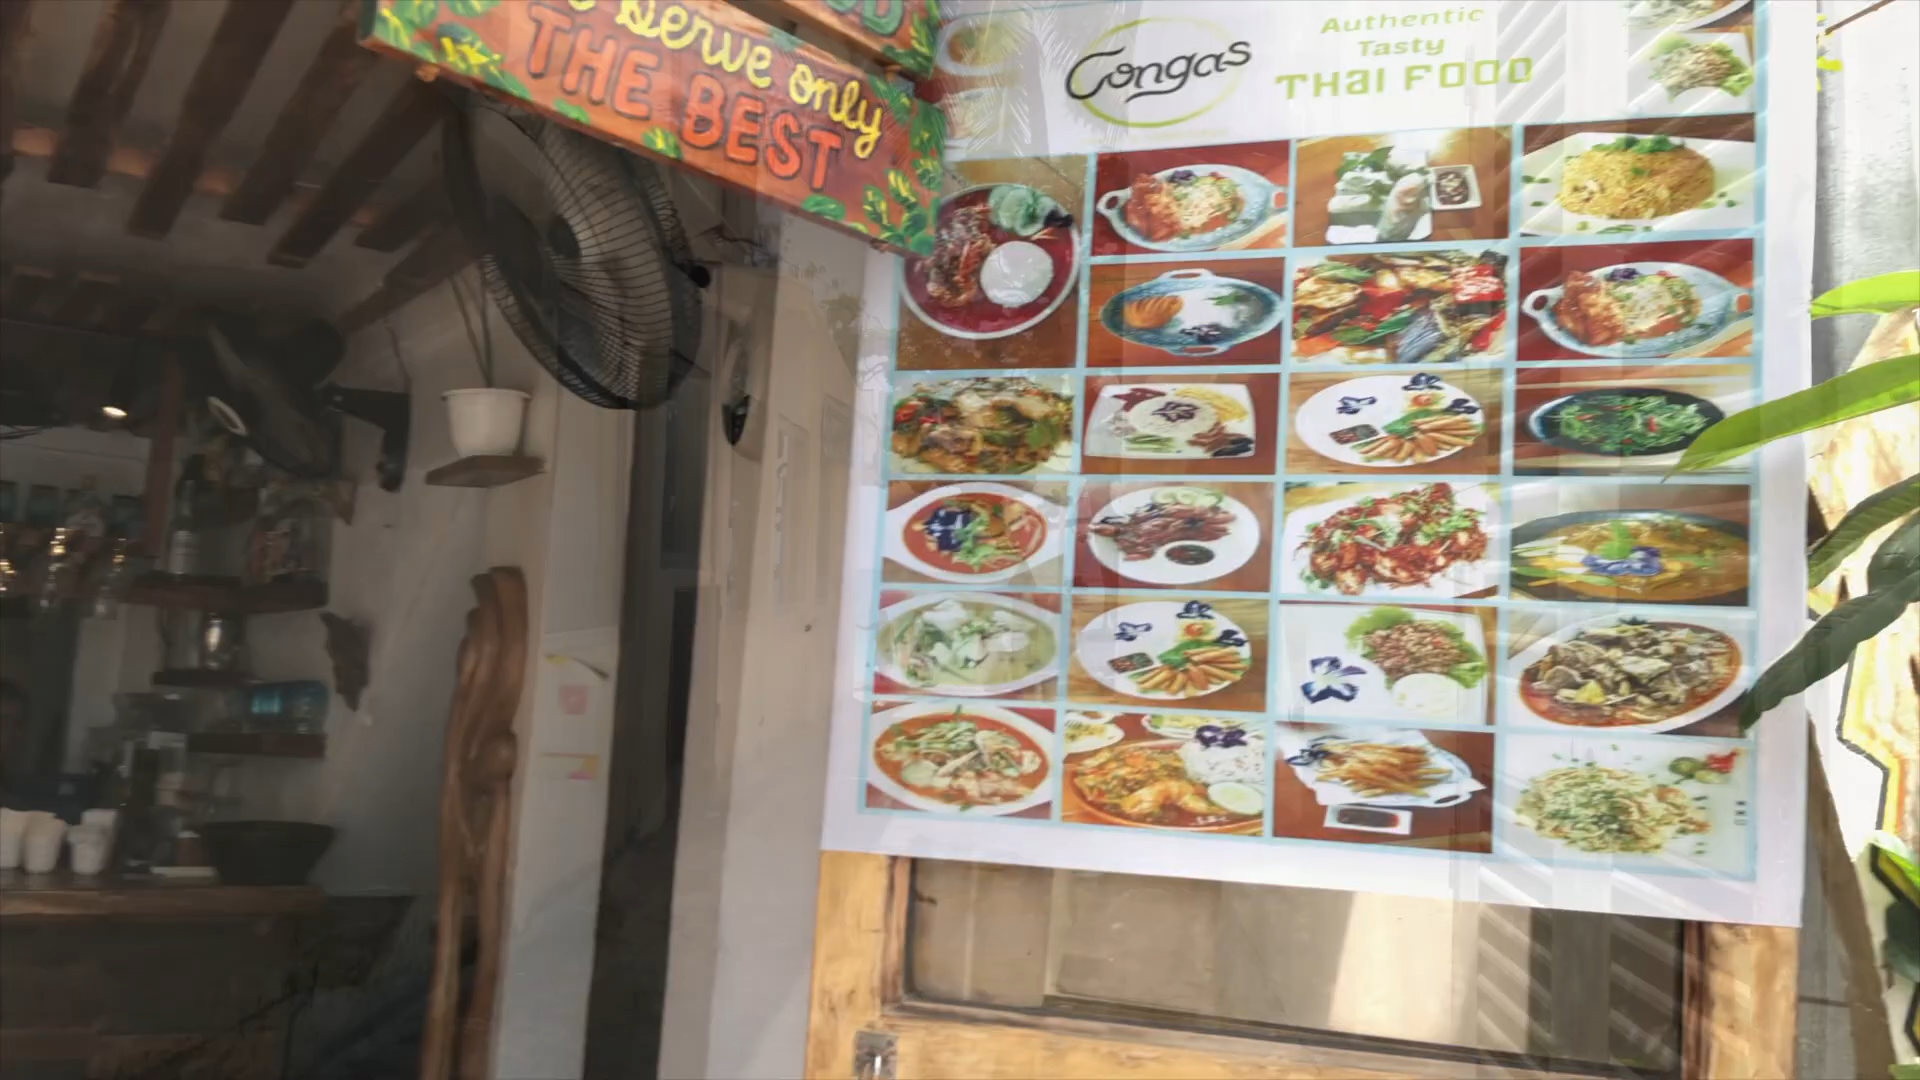 Serve only
THE BEST
Congas
Authentic
Tasty
THAI FOOD